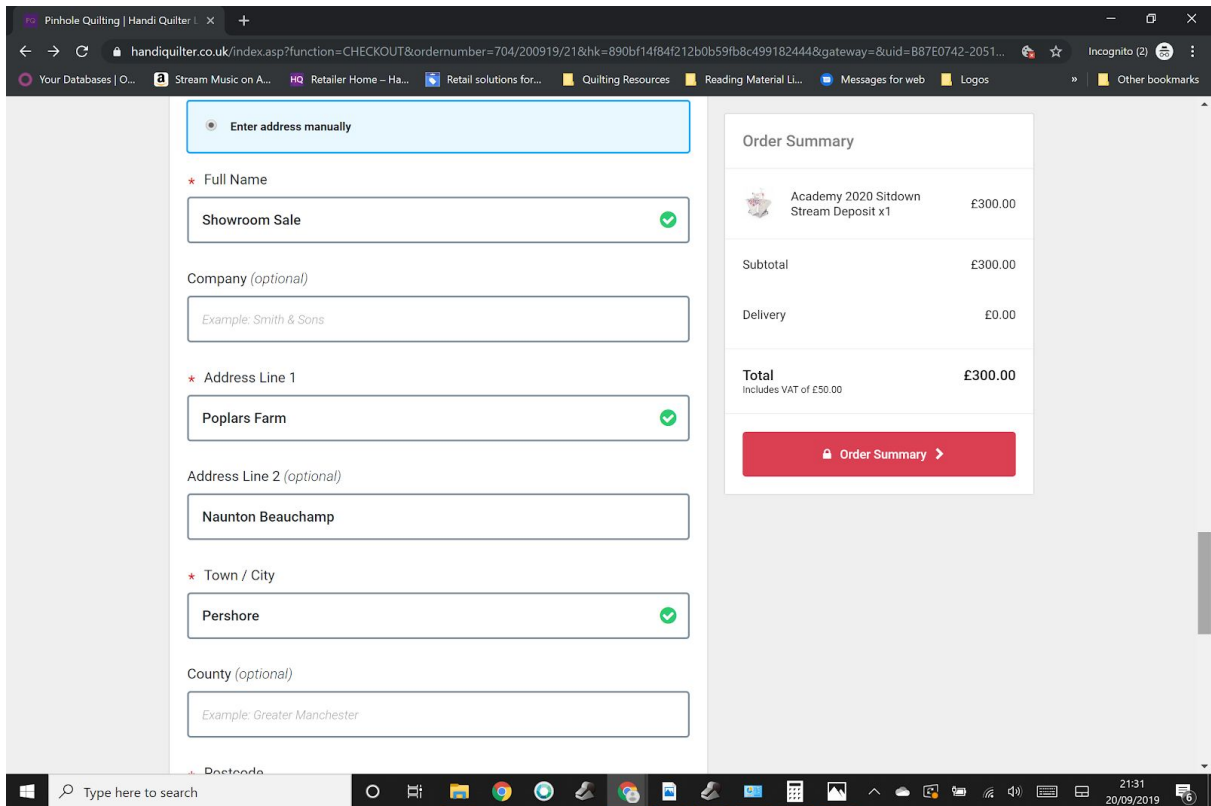 Pinhole Quilting | Handi Quilter L
handiquilter.co.uk/index.asp?function=CHECKOUT&ordernumber=704/200919/21&hk=890bf14f84f212b0b59fb8c499182444&gateway=&uid=B87E0742-2051...
Incognito (2)
Your Databases | O...
Stream Music on A...
HQ Retailer Home – Ha...
Retail solutions for...
Quilting Resources
Reading Material Li...
Messages for web
Logos
»
Other bookmarks
Enter address manually
* Full Name
Showroom Sale
Company (optional)
Example: Smith & Sons
* Address Line 1
Poplars Farm
Address Line 2 (optional)
Naunton Beauchamp
* Town / City
Pershore
County (optional)
Example: Greater Manchester
* Postcode
Order Summary
Academy 2020 Sitdown £300.00
Stream Deposit x1
Subtotal £300.00
Delivery £0.00
Total £300.00
Includes VAT of £50.00
Order Summary
Type here to search
21:31
20/09/2019
6